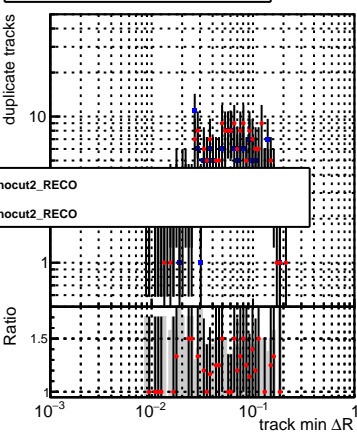 duplicate tracks
10
nocut2_RECO
nocut2_RECO
1
Ratio
1.5
1
10⁻³ 10⁻² 10⁻¹ 1
track min ΔR